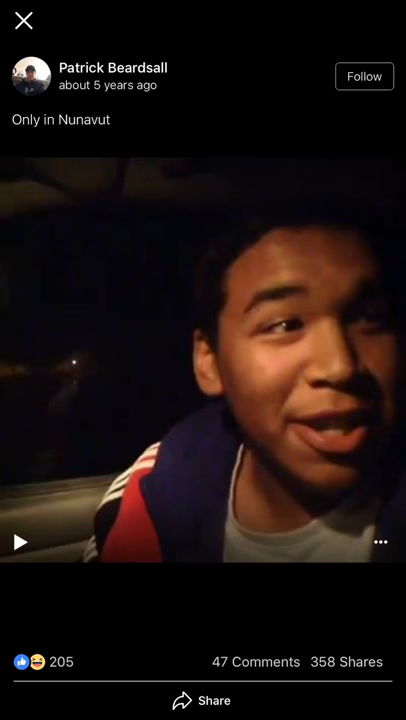 Patrick Beardsall
about 5 years ago
Follow
Only in Nunavut
205
47 Comments
358 Shares
Share